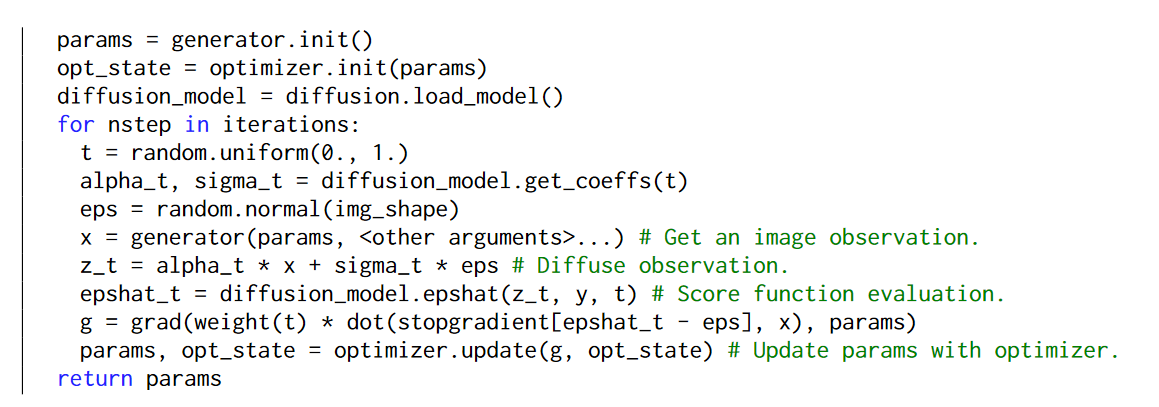 params = generator.init()
opt_state = optimizer.init(params)
diffusion_model = diffusion.load_model()
for nstep in iterations:
  t = random.uniform(0., 1.)
  alpha_t, sigma_t = diffusion_model.get_coeffs(t)
  eps = random.normal(img_shape)
  x = generator(params, <other arguments>...) # Get an image observation.
  z_t = alpha_t * x + sigma_t * eps # Diffuse observation.
  epshat_t = diffusion_model.epshat(z_t, y, t) # Score function evaluation.
  g = grad(weight(t) * dot(stopgradient[epshat_t - eps], x), params)
  params, opt_state = optimizer.update(g, opt_state) # Update params with optimizer.
return params